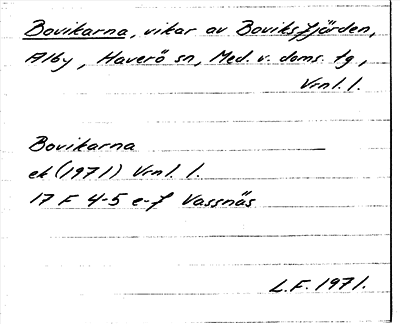 Bovikarna, vikar av Boviksfjärden,
Alby, Haverö sn, Med. v. doms. tg,
Vrnl. l.
Bovikarna
ek (1971) Vrnl. l.
17 F 4-5 e-f Vassnäs
L.F. 1971.